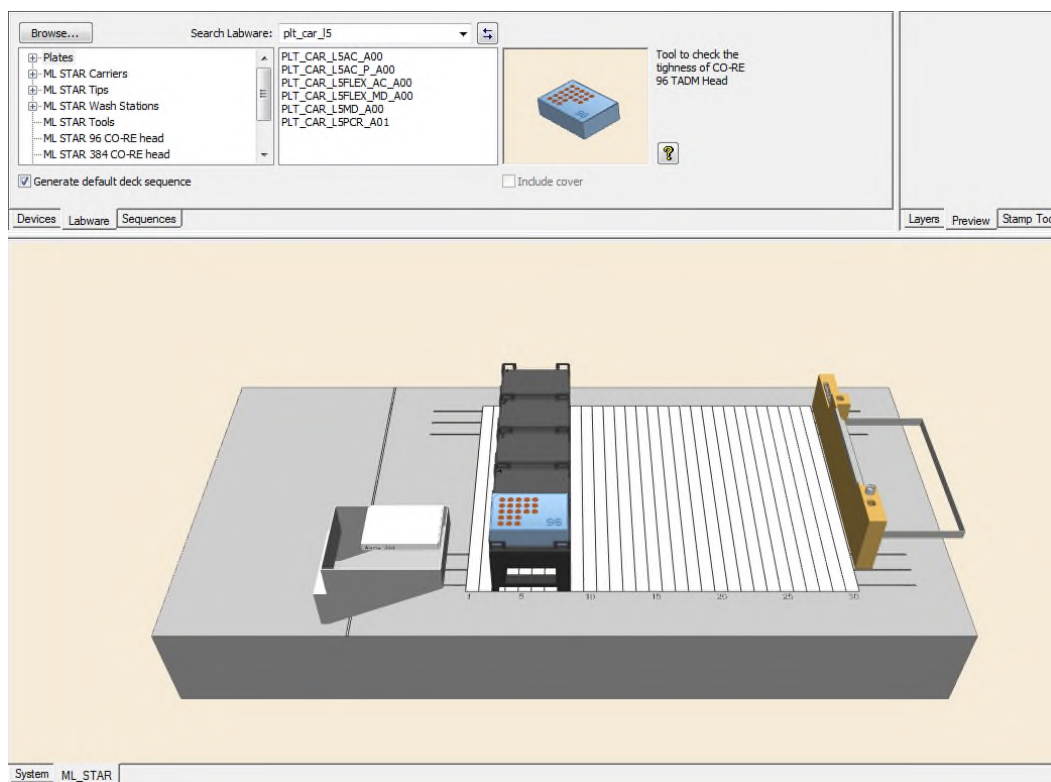 Browse...
Search Labware:
plt_car_l5
Plates
ML STAR Carriers
ML STAR Tips
ML STAR Wash Stations
ML STAR Tools
ML STAR 96 CO-RE head
ML STAR 384 CO-RE head
PLT_CAR_L5AC_A00
PLT_CAR_L5AC_P_A00
PLT_CAR_L5FLEX_AC_A00
PLT_CAR_L5FLEX_MD_A00
PLT_CAR_L5MD_A00
PLT_CAR_L5PCR_A01
Tool to check the
tighness of CO-RE
96 TADM Head
Generate default deck sequence
Include cover
Devices
Labware
Sequences
Layers
Preview
Stamp Too
96
1 5 10 15 20 25 30
System
ML_STAR